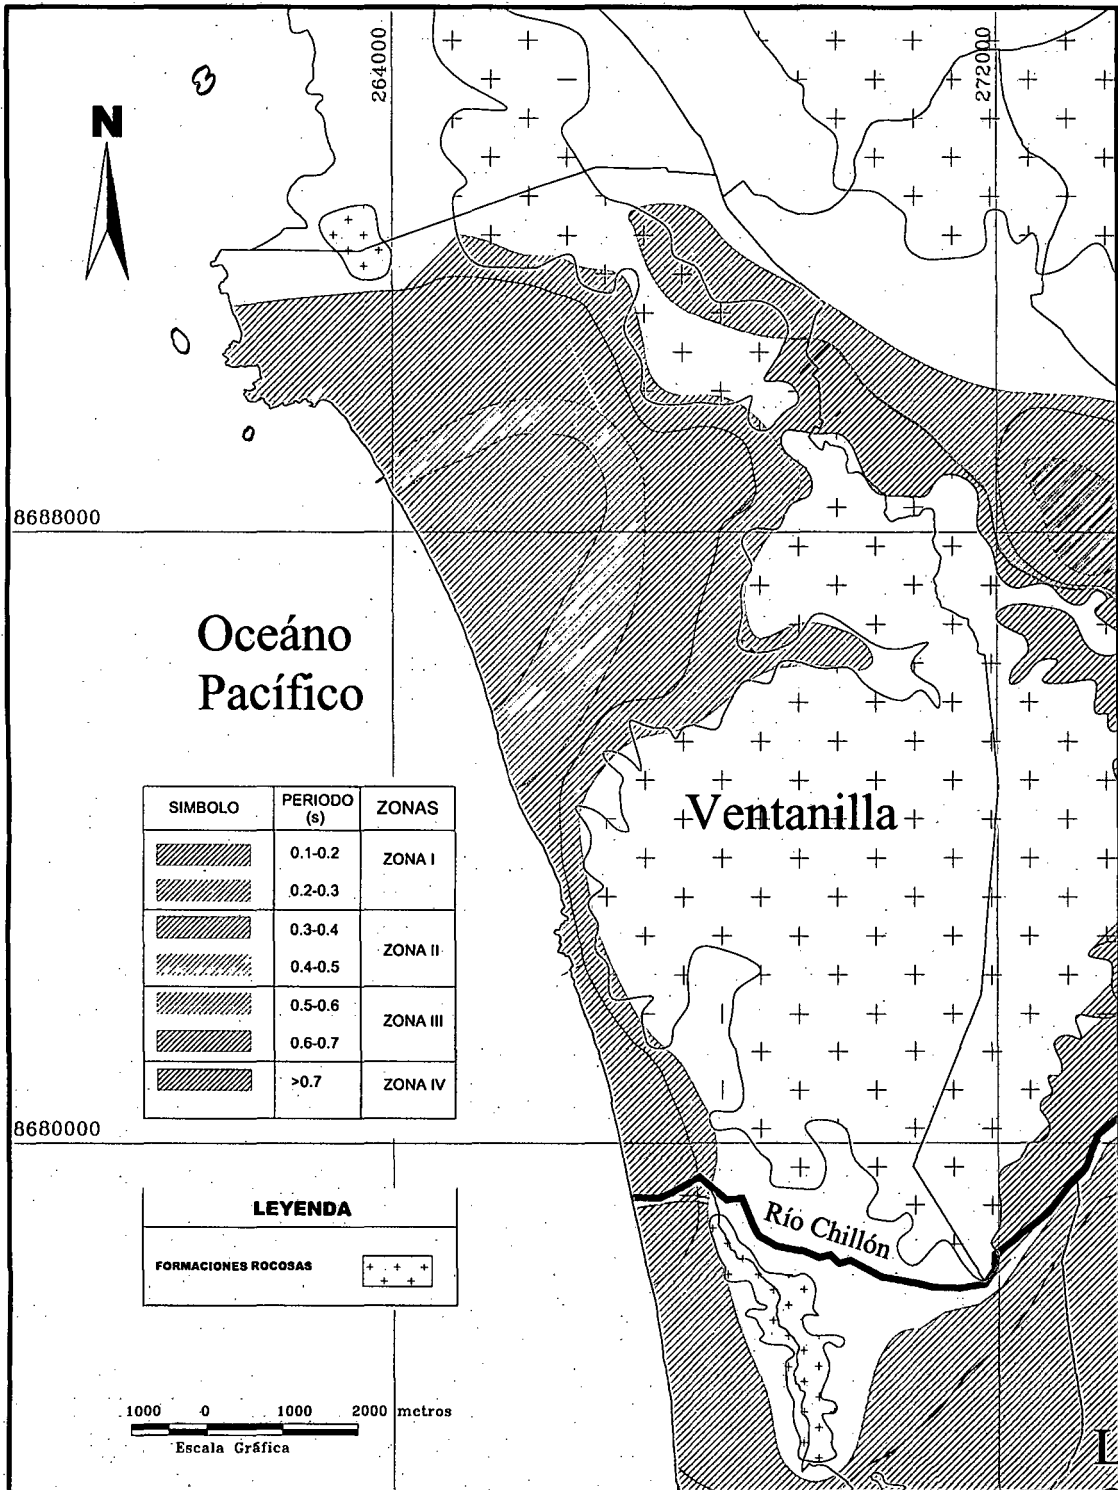 264000
272000
N
8688000
Oceáno
Pacífico
SIMBOLO PERIODO (s) ZONAS
0.1-0.2 ZONA I
0.2-0.3
0.3-0.4 ZONA II
0.4-0.5
0.5-0.6 ZONA III
0.6-0.7
>0.7 ZONA IV
Ventanilla
8680000
Río Chillón
LEYENDA
FORMACIONES ROCOSAS
1000 0 1000 2000 metros
Escala Gráfica
L